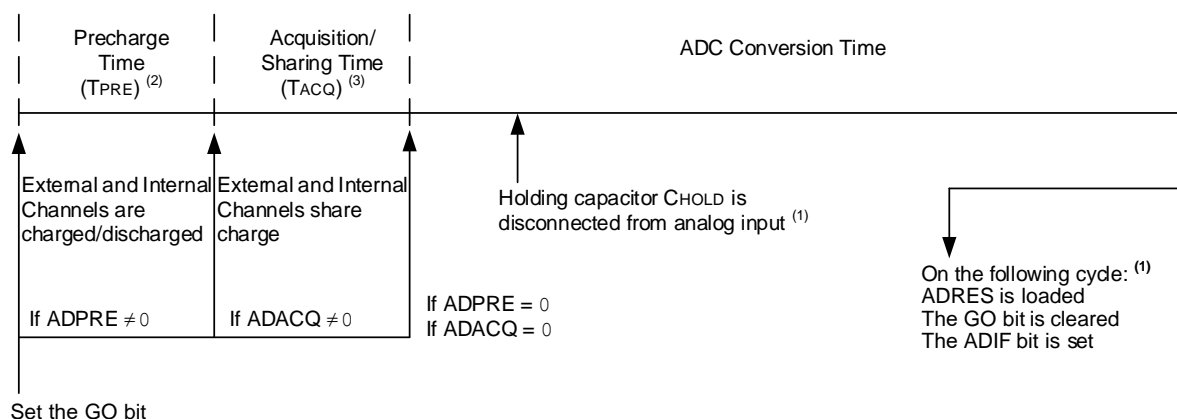 Precharge
Time
(TPRE) (2)
Acquisition/
Sharing Time
(TACQ) (3)
ADC Conversion Time
External and Internal
Channels are
charged/discharged
External and Internal
Channels share
charge
Holding capacitor CHOLD is
disconnected from analog input (1)
If ADPRE ≠ 0
If ADACQ ≠ 0
If ADPRE = 0
If ADACQ = 0
On the following cycle: (1)
ADRES is loaded
The GO bit is cleared
The ADIF bit is set
Set the GO bit